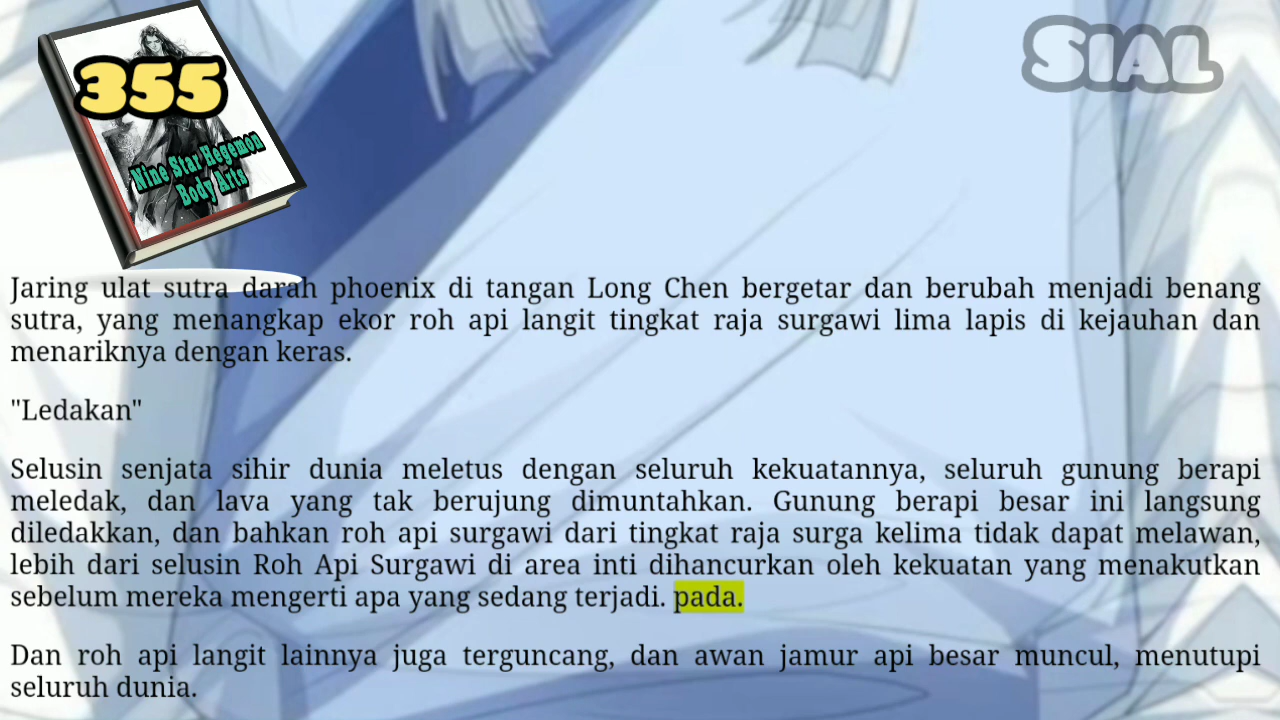 355
SIAL
Nine Star Hegemon
Body Arts
Jaring ulat sutra darah phoenix di tangan Long Chen bergetar dan berubah menjadi benang
sutra, yang menangkap ekor roh api langit tingkat raja surgawi lima lapis di kejauhan dan
menariknya dengan keras.
"Ledakan"
Selusin senjata sihir dunia meletus dengan seluruh kekuatannya, seluruh gunung berapi
meledak, dan lava yang tak berujung dimuntahkan. Gunung berapi besar ini langsung
diledakkan, dan bahkan roh api surgawi dari tingkat raja surga kelima tidak dapat melawan,
lebih dari selusin Roh Api Surgawi di area inti dihancurkan oleh kekuatan yang menakutkan
sebelum mereka mengerti apa yang sedang terjadi. pada.
Dan roh api langit lainnya juga terguncang, dan awan jamur api besar muncul, menutupi
seluruh dunia.